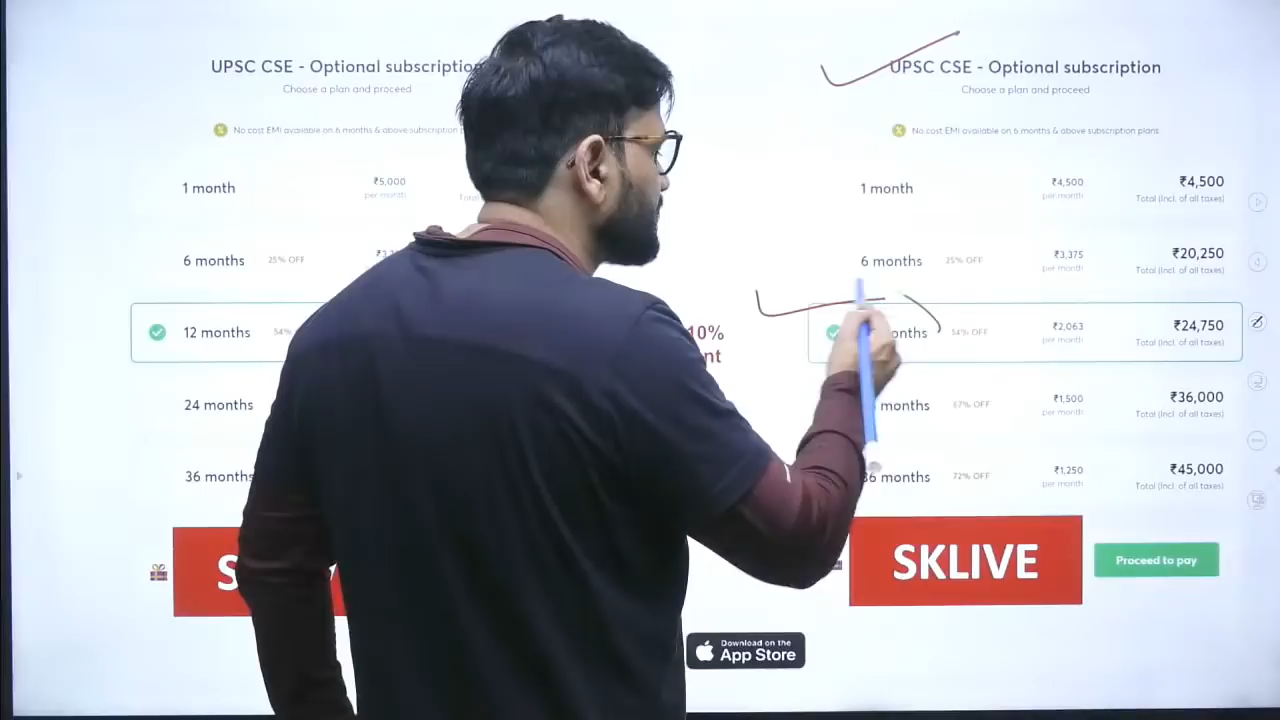 UPSC CSE - Optional subscription
Choose a plan and proceed
No cost EMI available on 6 months & above subscription
1 month
₹5,000
per month
6 months
25% OFF
12 months
24 months
36 months
10%
UPSC CSE - Optional subscription
Choose a plan and proceed
No cost EMI available on 6 months & above subscription plans
1 month
₹4,500
per month
₹4,500
Total (Incl. of all taxes)
6 months
25% OFF
₹3,375
per month
₹20,250
Total (Incl. of all taxes)
54% OFF
₹2,063
per month
₹24,750
Total (Incl. of all taxes)
months
67% OFF
₹1,500
per month
₹36,000
Total (Incl. of all taxes)
36 months
72% OFF
₹1,250
per month
₹45,000
Total (Incl. of all taxes)
SKLIVE
Proceed to pay
Download on the
App Store